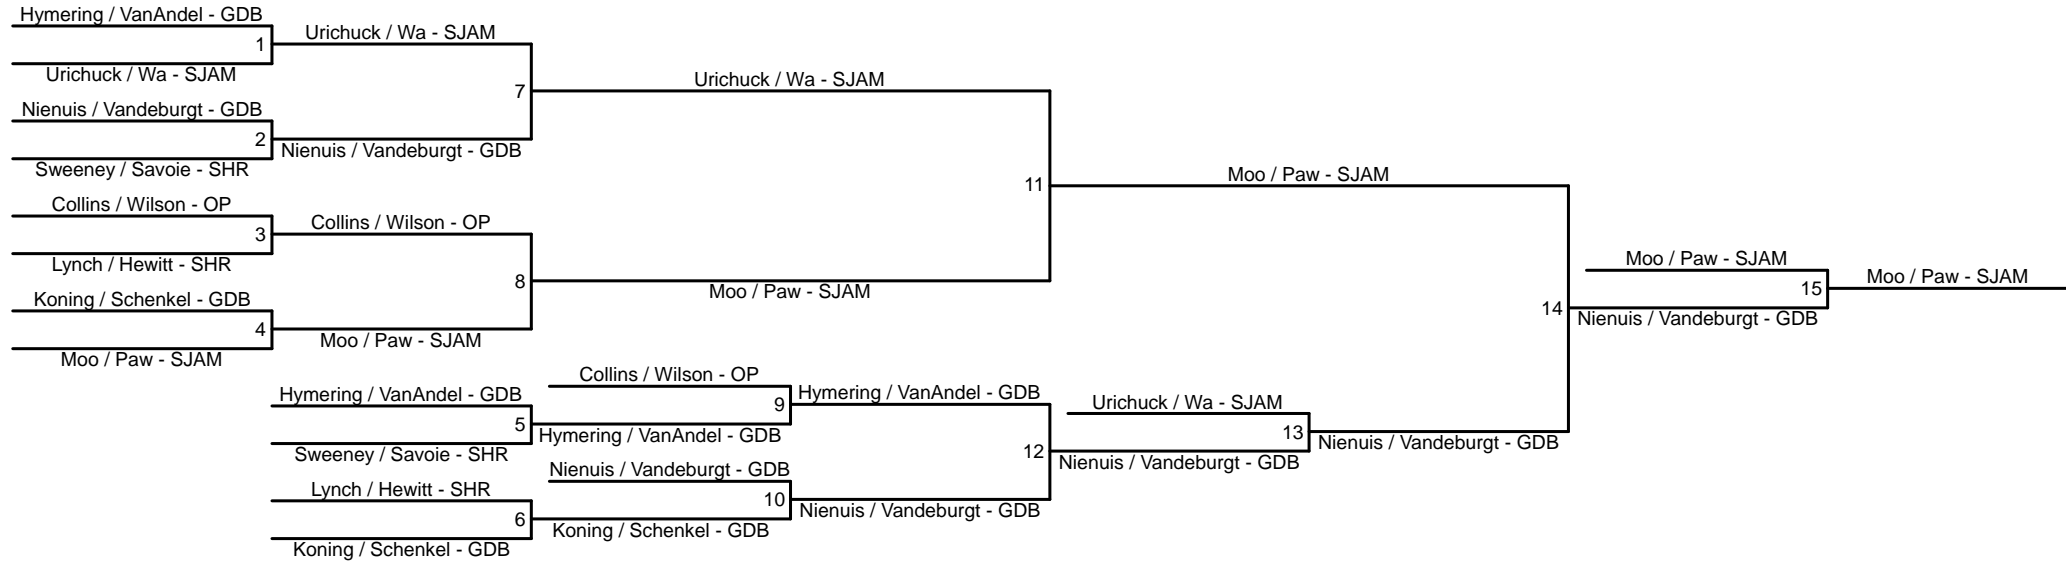 Hymering / VanAndel - GDB
1
Urichuck / Wa - SJAM
Urichuck / Wa - SJAM
7
Nienuis / Vandeburgt - GDB
2
Sweeney / Savoie - SHR
Nienuis / Vandeburgt - GDB
Urichuck / Wa - SJAM
11
Collins / Wilson - OP
3
Lynch / Hewitt - SHR
Collins / Wilson - OP
8
Koning / Schenkel - GDB
4
Moo / Paw - SJAM
Moo / Paw - SJAM
Moo / Paw - SJAM
Moo / Paw - SJAM
14
Hymering / VanAndel - GDB
5
Sweeney / Savoie - SHR
Collins / Wilson - OP
9
Hymering / VanAndel - GDB
Hymering / VanAndel - GDB
12
Lynch / Hewitt - SHR
6
Koning / Schenkel - GDB
Nienuis / Vandeburgt - GDB
10
Koning / Schenkel - GDB
Nienuis / Vandeburgt - GDB
Urichuck / Wa - SJAM
13
Nienuis / Vandeburgt - GDB
Nienuis / Vandeburgt - GDB
Moo / Paw - SJAM
15
Nienuis / Vandeburgt - GDB
Moo / Paw - SJAM